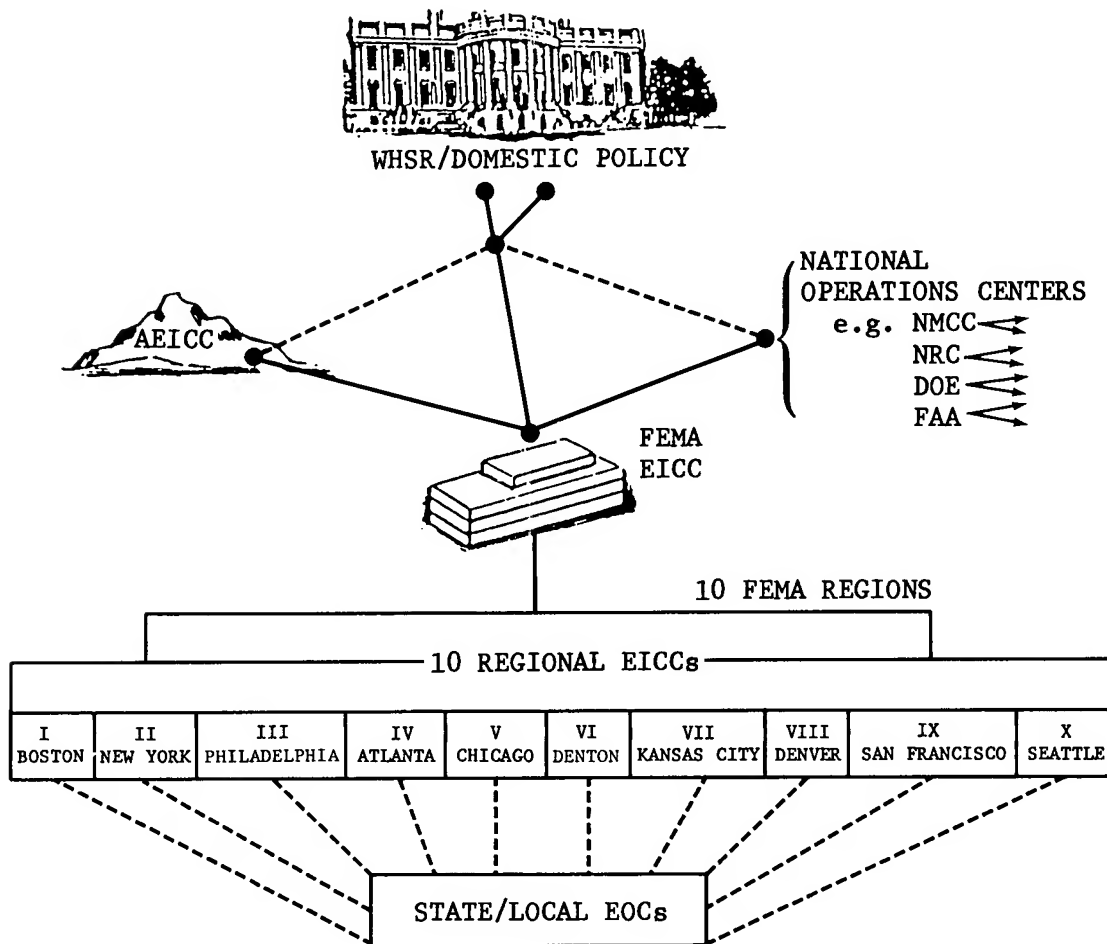 WHSR/DOMESTIC POLICY
AEICC
NATIONAL
OPERATIONS CENTERS
e.g. NMCC
NRC
DOE
FAA
FEMA
EICC
10 FEMA REGIONS
10 REGIONAL EICCs
I
BOSTON
II
NEW YORK
III
PHILADELPHIA
IV
ATLANTA
V
CHICAGO
VI
DENTON
VII
KANSAS CITY
VIII
DENVER
IX
SAN FRANCISCO
X
SEATTLE
STATE/LOCAL EOCs